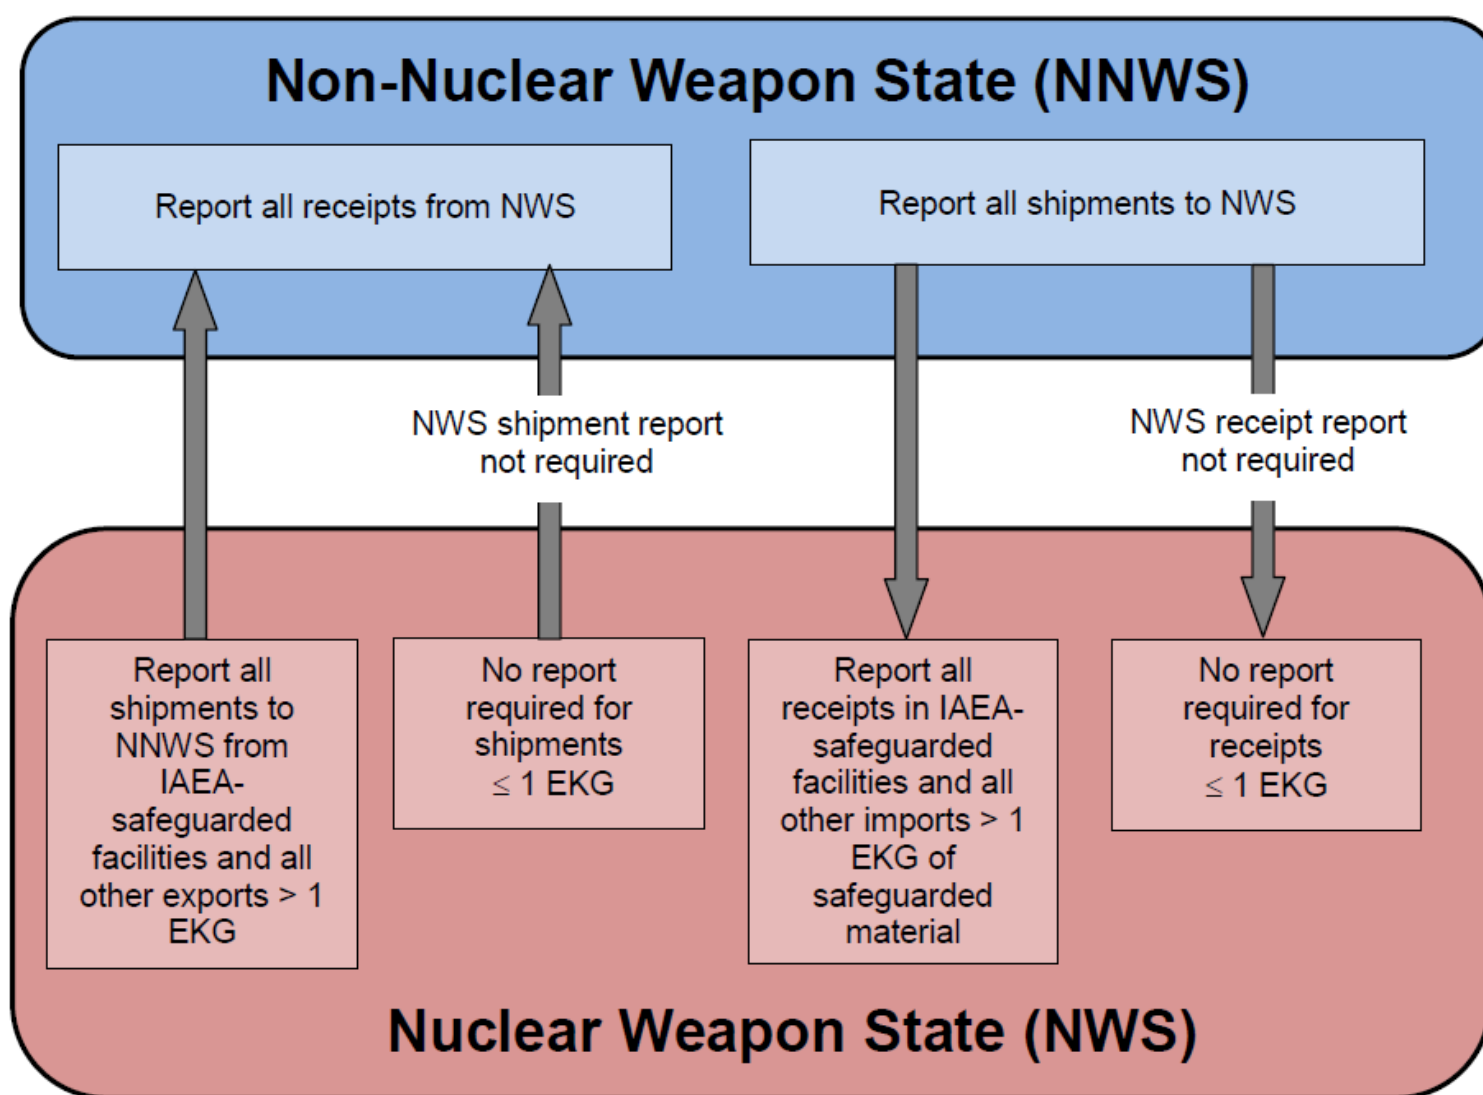 Non-Nuclear Weapon State (NNWS)
Report all receipts from NWS
Report all shipments to NWS
NWS shipment report
not required
NWS receipt report
not required
Report all
shipments to
NNWS from
IAEA-
safeguarded
facilities and all
other exports > 1
EKG
No report
required for
shipments
≤ 1 EKG
Report all
receipts in IAEA-
safeguarded
facilities and all
other imports > 1
EKG of
safeguarded
material
No report
required for
receipts
≤ 1 EKG
Nuclear Weapon State (NWS)